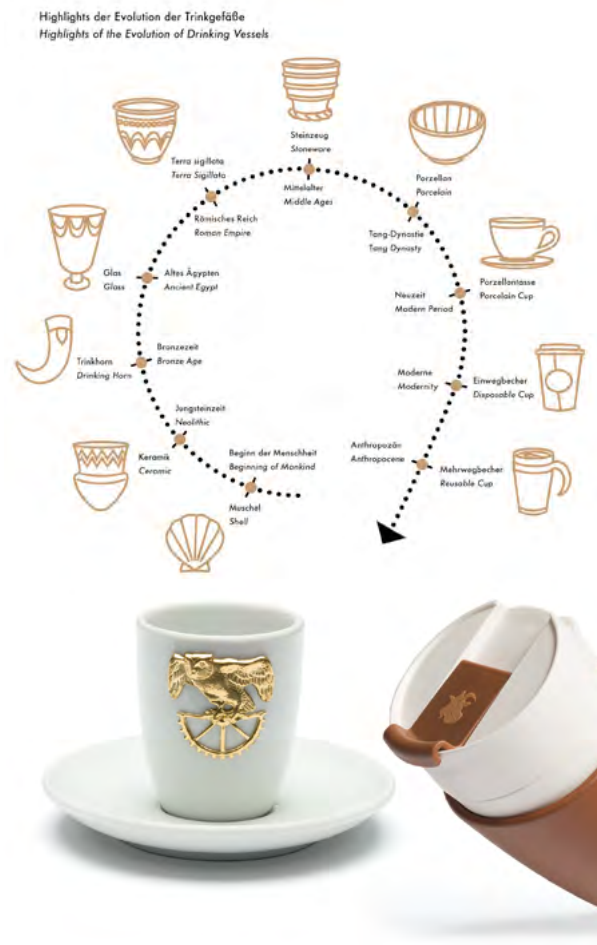 Highlights der Evolution der Trinkgefäße
Highlights of the Evolution of Drinking Vessels
Steinzeug
Stoneware
Mittelalter
Middle Ages
Terra sigillata
Terra Sigillata
Römisches Reich
Roman Empire
Porzellan
Porcelain
Tang-Dynastie
Tang Dynasty
Glas
Glass
Altes Ägypten
Ancient Egypt
Neuzeit
Modern Period
Porzellantasse
Porcelain Cup
Trinkhorn
Drinking Horn
Bronzezeit
Bronze Age
Moderne
Modernity
Einwegbecher
Disposable Cup
Jungsteinzeit
Neolithic
Keramik
Ceramic
Beginn der Menschheit
Beginning of Mankind
Muschel
Shell
Anthropozän
Anthropocene
Mehrwegbecher
Reusable Cup